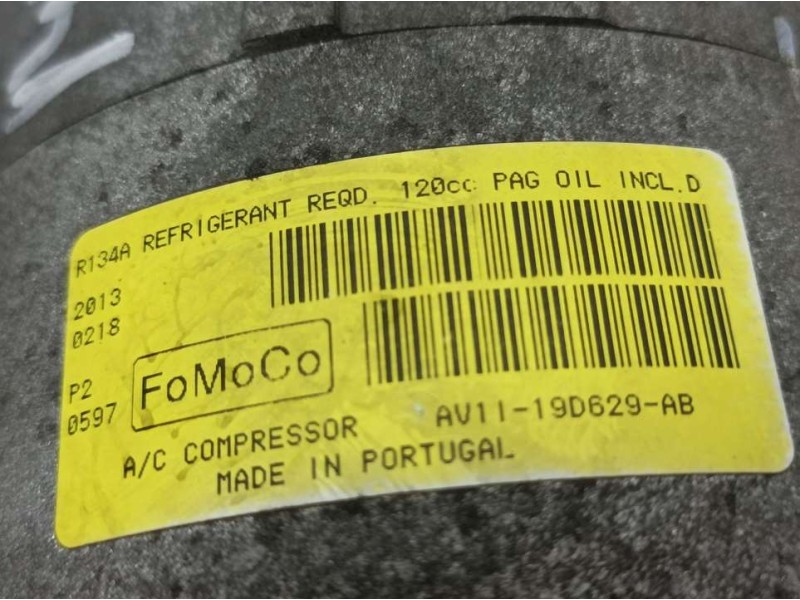 2
R134A REFRIGERANT REQD. 120cc PAG OIL INCL.D
2013
0218
P2
0597
FoMoCo
AV11-19D629-AB
A/C COMPRESSOR
MADE IN PORTUGAL